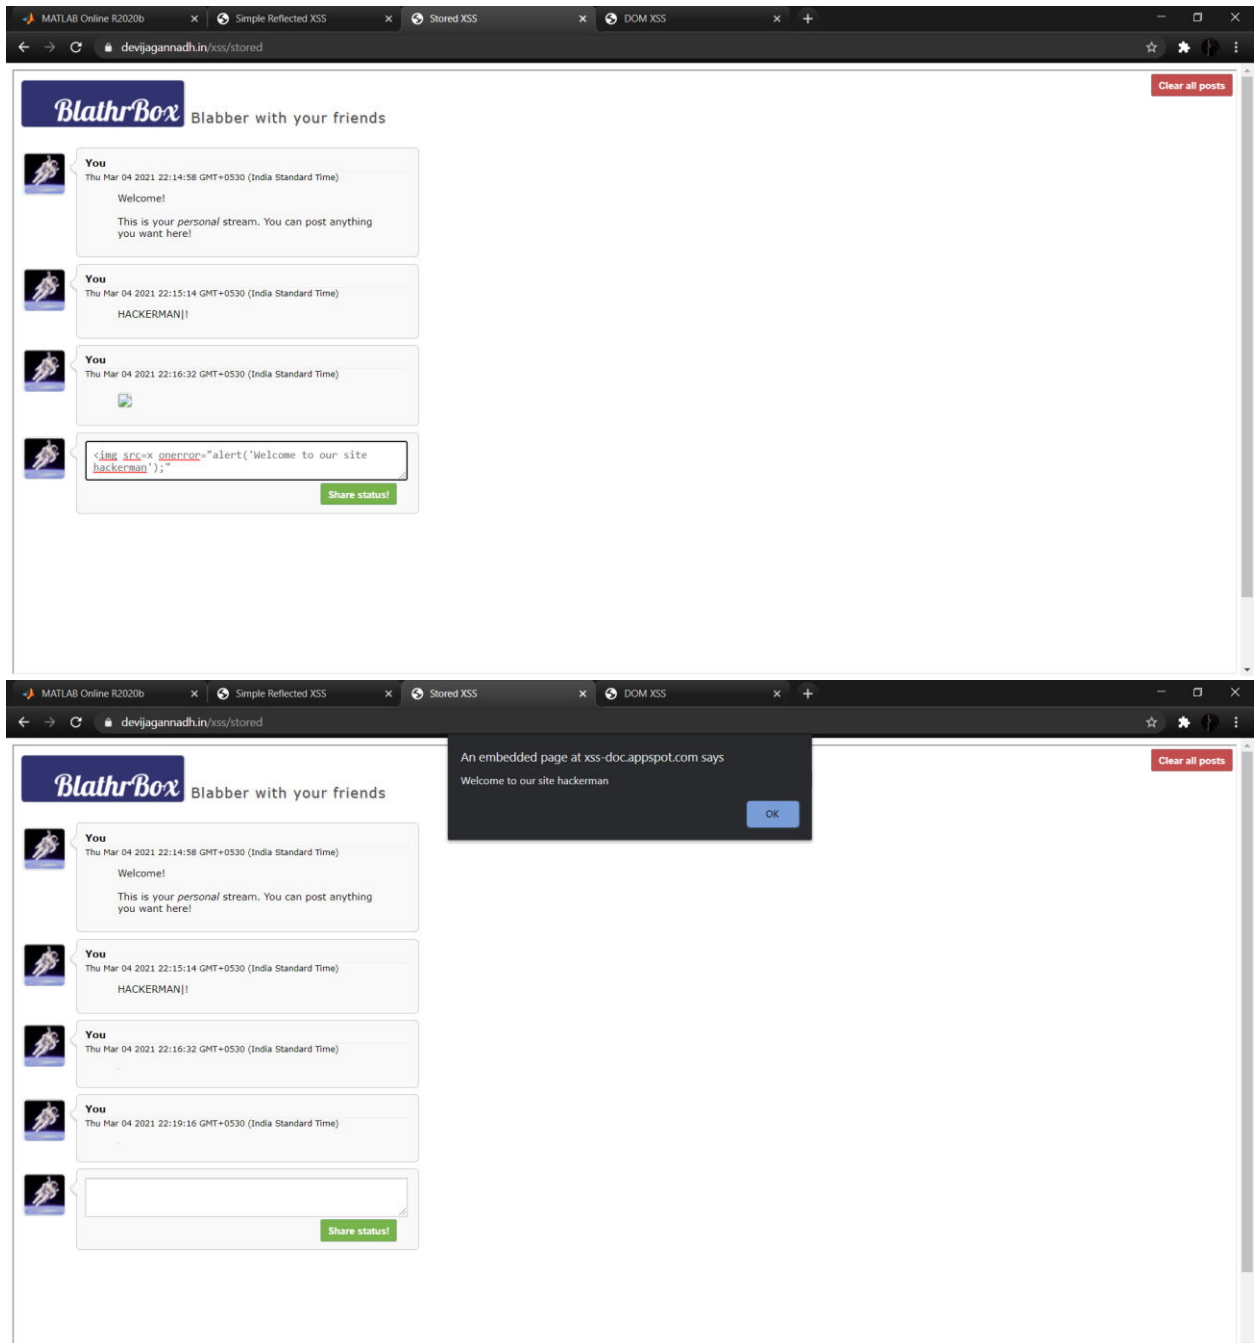 MATLAB Online R2020b
Simple Reflected XSS
Stored XSS
DOM XSS
devijagannadh.in/xss/stored
Clear all posts
BlathrBox Blabber with your friends
You
Thu Mar 04 2021 22:14:58 GMT+0530 (India Standard Time)
Welcome!
This is your personal stream. You can post anything
you want here!
You
Thu Mar 04 2021 22:15:14 GMT+0530 (India Standard Time)
HACKERMAN|!
You
Thu Mar 04 2021 22:16:32 GMT+0530 (India Standard Time)
<img src=x onerror="alert('Welcome to our site
hackerman');"
Share status!
MATLAB Online R2020b
Simple Reflected XSS
Stored XSS
DOM XSS
devijagannadh.in/xss/stored
An embedded page at xss-doc.appspot.com says
Welcome to our site hackerman
OK
Clear all posts
BlathrBox Blabber with your friends
You
Thu Mar 04 2021 22:14:58 GMT+0530 (India Standard Time)
Welcome!
This is your personal stream. You can post anything
you want here!
You
Thu Mar 04 2021 22:15:14 GMT+0530 (India Standard Time)
HACKERMAN|!
You
Thu Mar 04 2021 22:16:32 GMT+0530 (India Standard Time)
You
Thu Mar 04 2021 22:19:16 GMT+0530 (India Standard Time)
Share status!